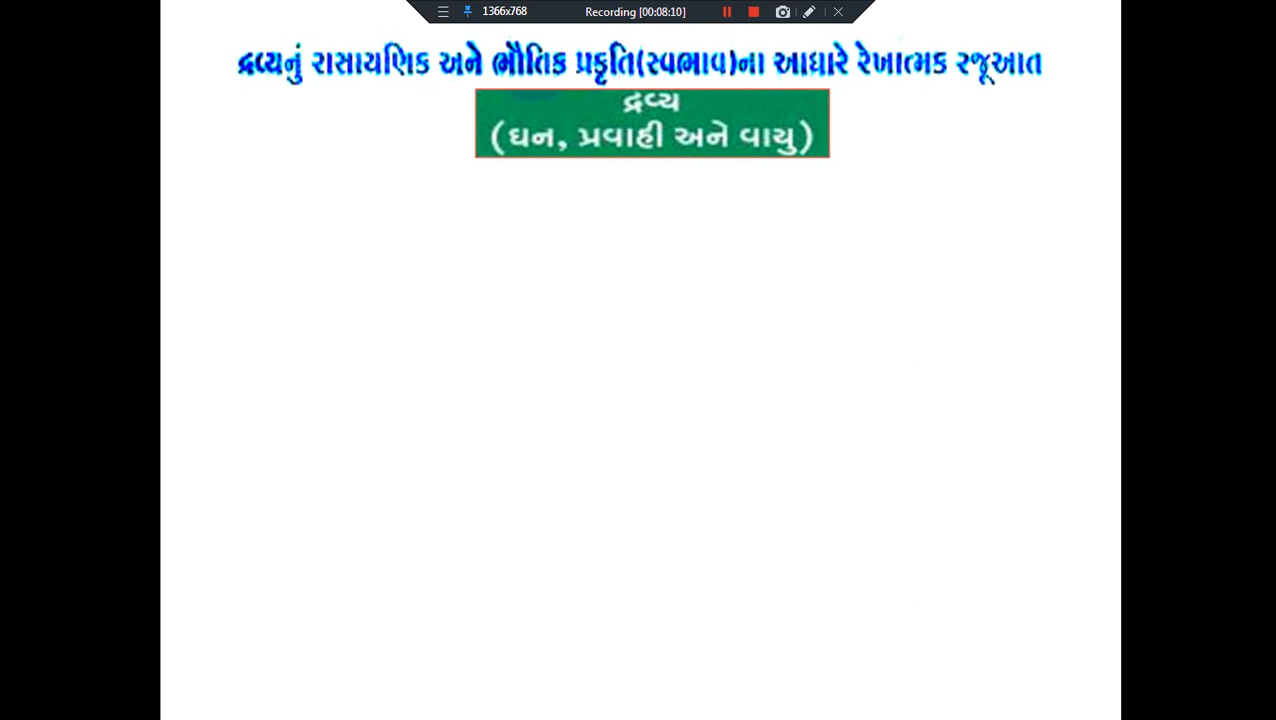 1366x768 Recording [00:08:10]
દ્રવ્યનું રાસાયણિક અને ભૌતિક પ્રકૃતિ(સ્વભાવ)ના આધારે રેખાત્મક રજૂઆત
દ્રવ્ય
(ઘન, પ્રવાહી અને વાયુ)